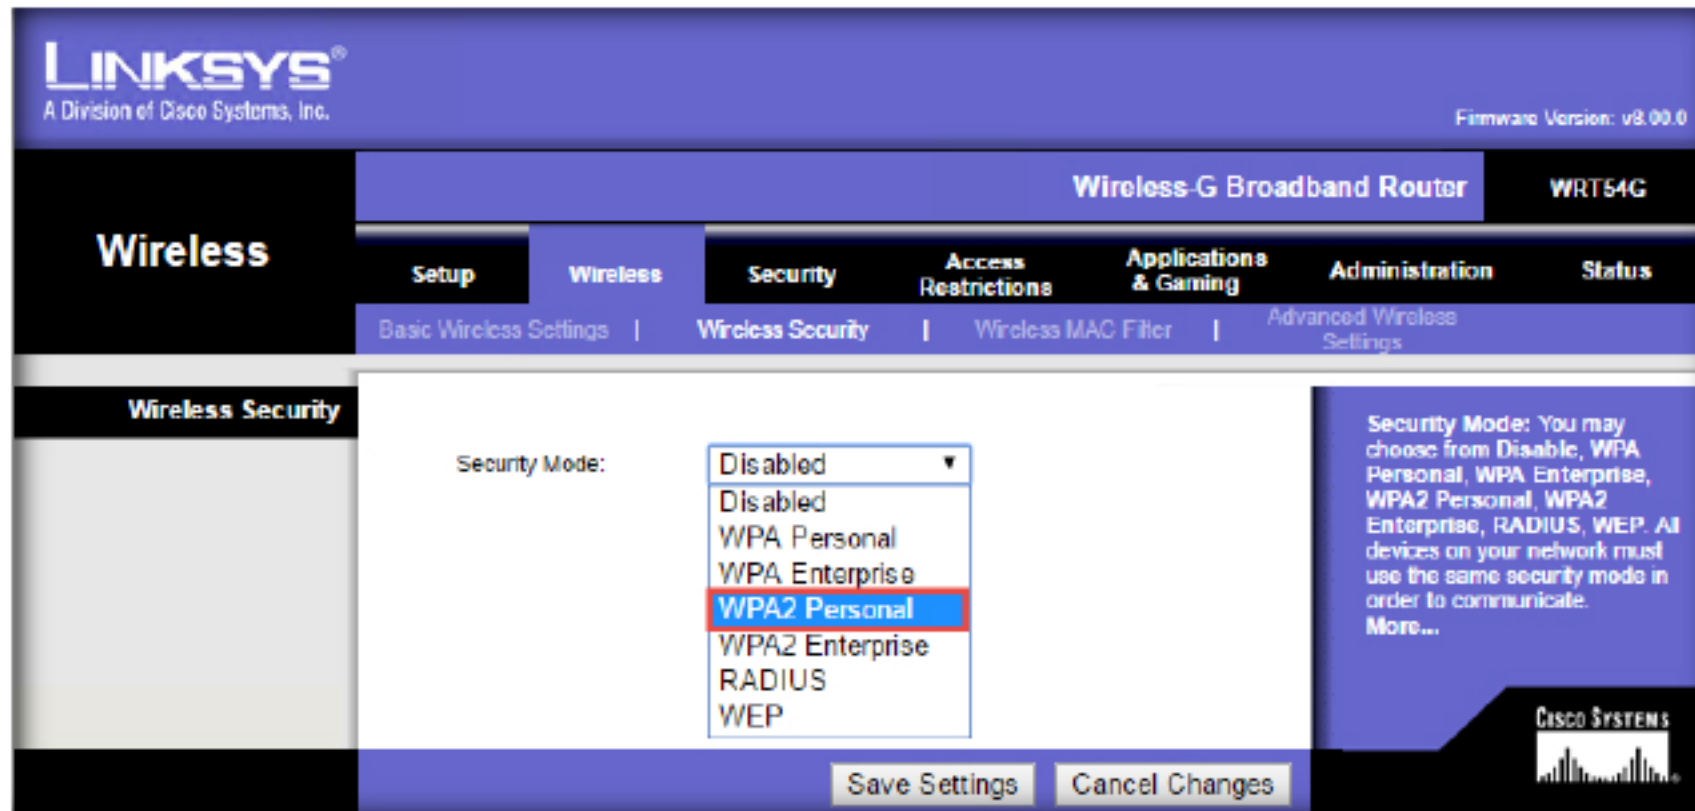 LINKSYS®
A Division of Cisco Systems, Inc.
Firmware Version: v8.00.0
Wireless-G Broadband Router
WRT54G
Wireless
Setup
Wireless
Security
Access
Restrictions
Applications
& Gaming
Administration
Status
Basic Wireless Settings |
Wireless Security |
Wireless MAC Filter |
Advanced Wireless
Settings
Wireless Security
Security Mode:
Disabled
Disabled
WPA Personal
WPA Enterprise
WPA2 Personal
WPA2 Enterprise
RADIUS
WEP
Security Mode: You may
choose from Disable, WPA
Personal, WPA Enterprise,
WPA2 Personal, WPA2
Enterprise, RADIUS, WEP. All
devices on your network must
use the same security mode in
order to communicate.
More...
CISCO SYSTEMS
Save Settings
Cancel Changes